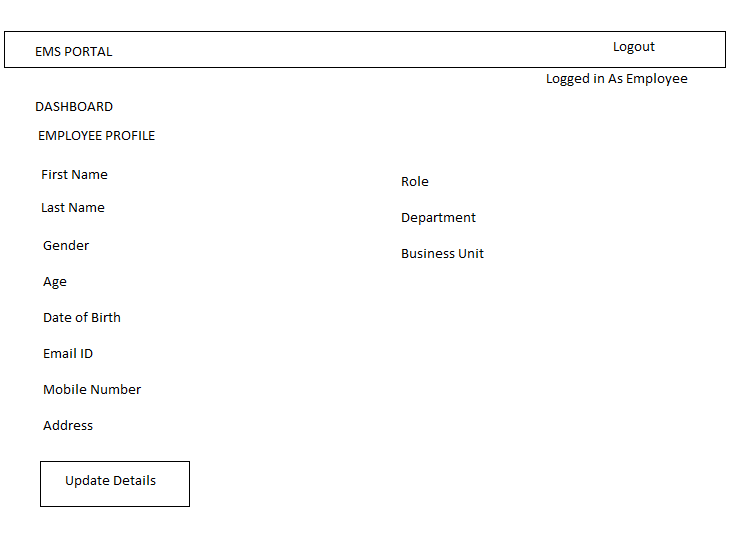 EMS PORTAL
Logout
Logged in As Employee
DASHBOARD
EMPLOYEE PROFILE
First Name
Last Name
Gender
Age
Date of Birth
Email ID
Mobile Number
Address
Role
Department
Business Unit
Update Details